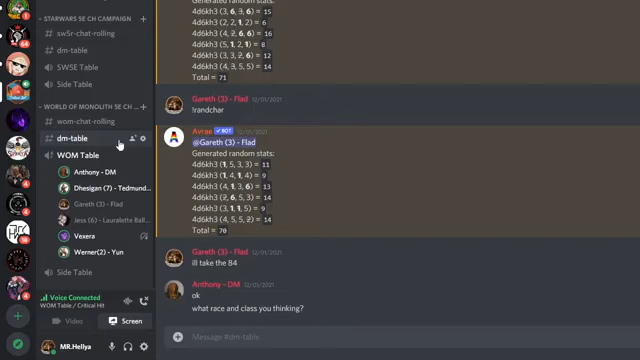 STARWARS 5E CH CAMPAIGN
sw5r-chat-rolling
dm-table
SW5E Table
Side Table
WORLD OF MONOLITH 5E CH...
wom-chat-rolling
dm-table
WOM Table
Anthony - DM
Dhesigan (7) - Tedmund...
Gareth (3) - Flad
Jess (6) - Lauralette Ball...
Vexera
Werner(2) - Yun
Side Table
Voice Connected
WOM Table / Critical Hit
Video
Screen
MR.Hellya
Generated random stats:
4d6kh3 (3, 6, 3, 6) = 15
4d6kh3 (2, 2, 1, 2) = 6
4d6kh3 (4, 2, 6, 6) = 16
4d6kh3 (5, 1, 2, 1) = 8
4d6kh3 (3, 3, 2, 6) = 12
4d6kh3 (4, 3, 5, 5) = 14
Total = 71
Gareth (3) - Flad 12/01/2021
!randchar
Avrae BOT 12/01/2021
@Gareth (3) - Flad
Generated random stats:
4d6kh3 (1, 5, 3, 3) = 11
4d6kh3 (1, 4, 1, 4) = 9
4d6kh3 (4, 1, 3, 6) = 13
4d6kh3 (2, 6, 5, 3) = 14
4d6kh3 (3, 1, 1, 5) = 9
4d6kh3 (4, 5, 5, 2) = 14
Total = 70
Gareth (3) - Flad 12/01/2021
ill take the 84
Anthony - DM 12/01/2021
ok
what race and class you thinking?
Message #dm-table